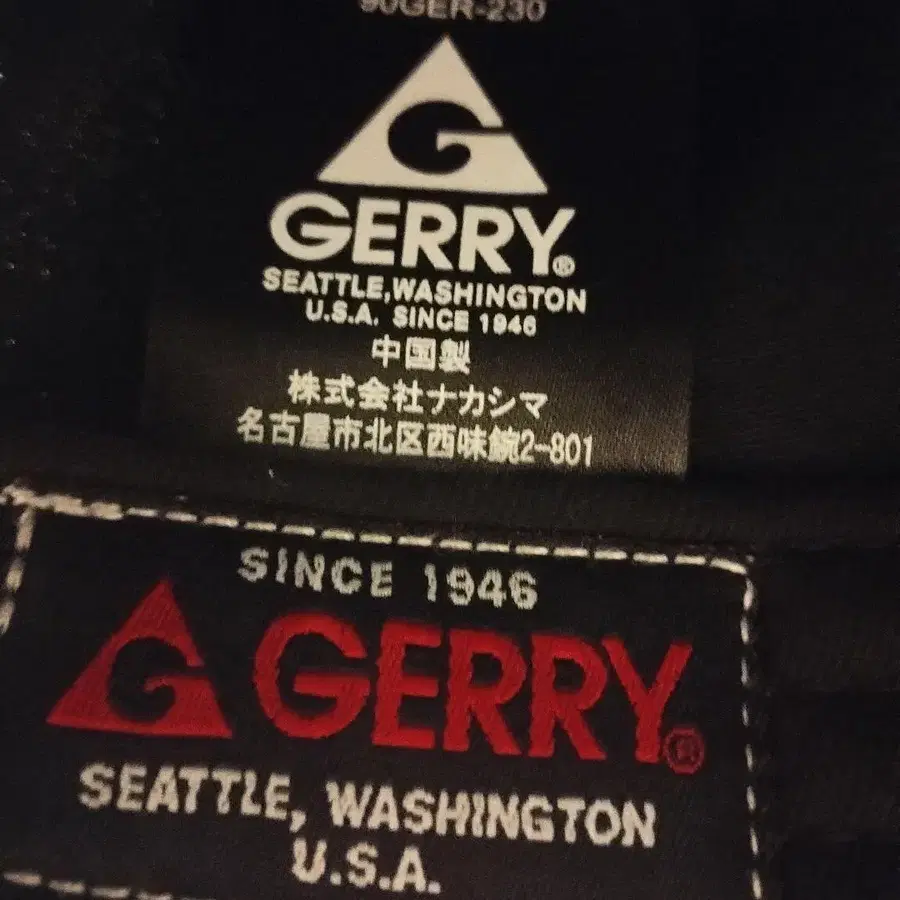 90GER-230
GERRY®
SEATTLE,WASHINGTON
U.S.A. SINCE 1946
中国製
株式会社ナカシマ
名古屋市北区西味鋺2-801
SINCE 1946
G GERRY®
SEATTLE, WASHINGTON
U.S.A.